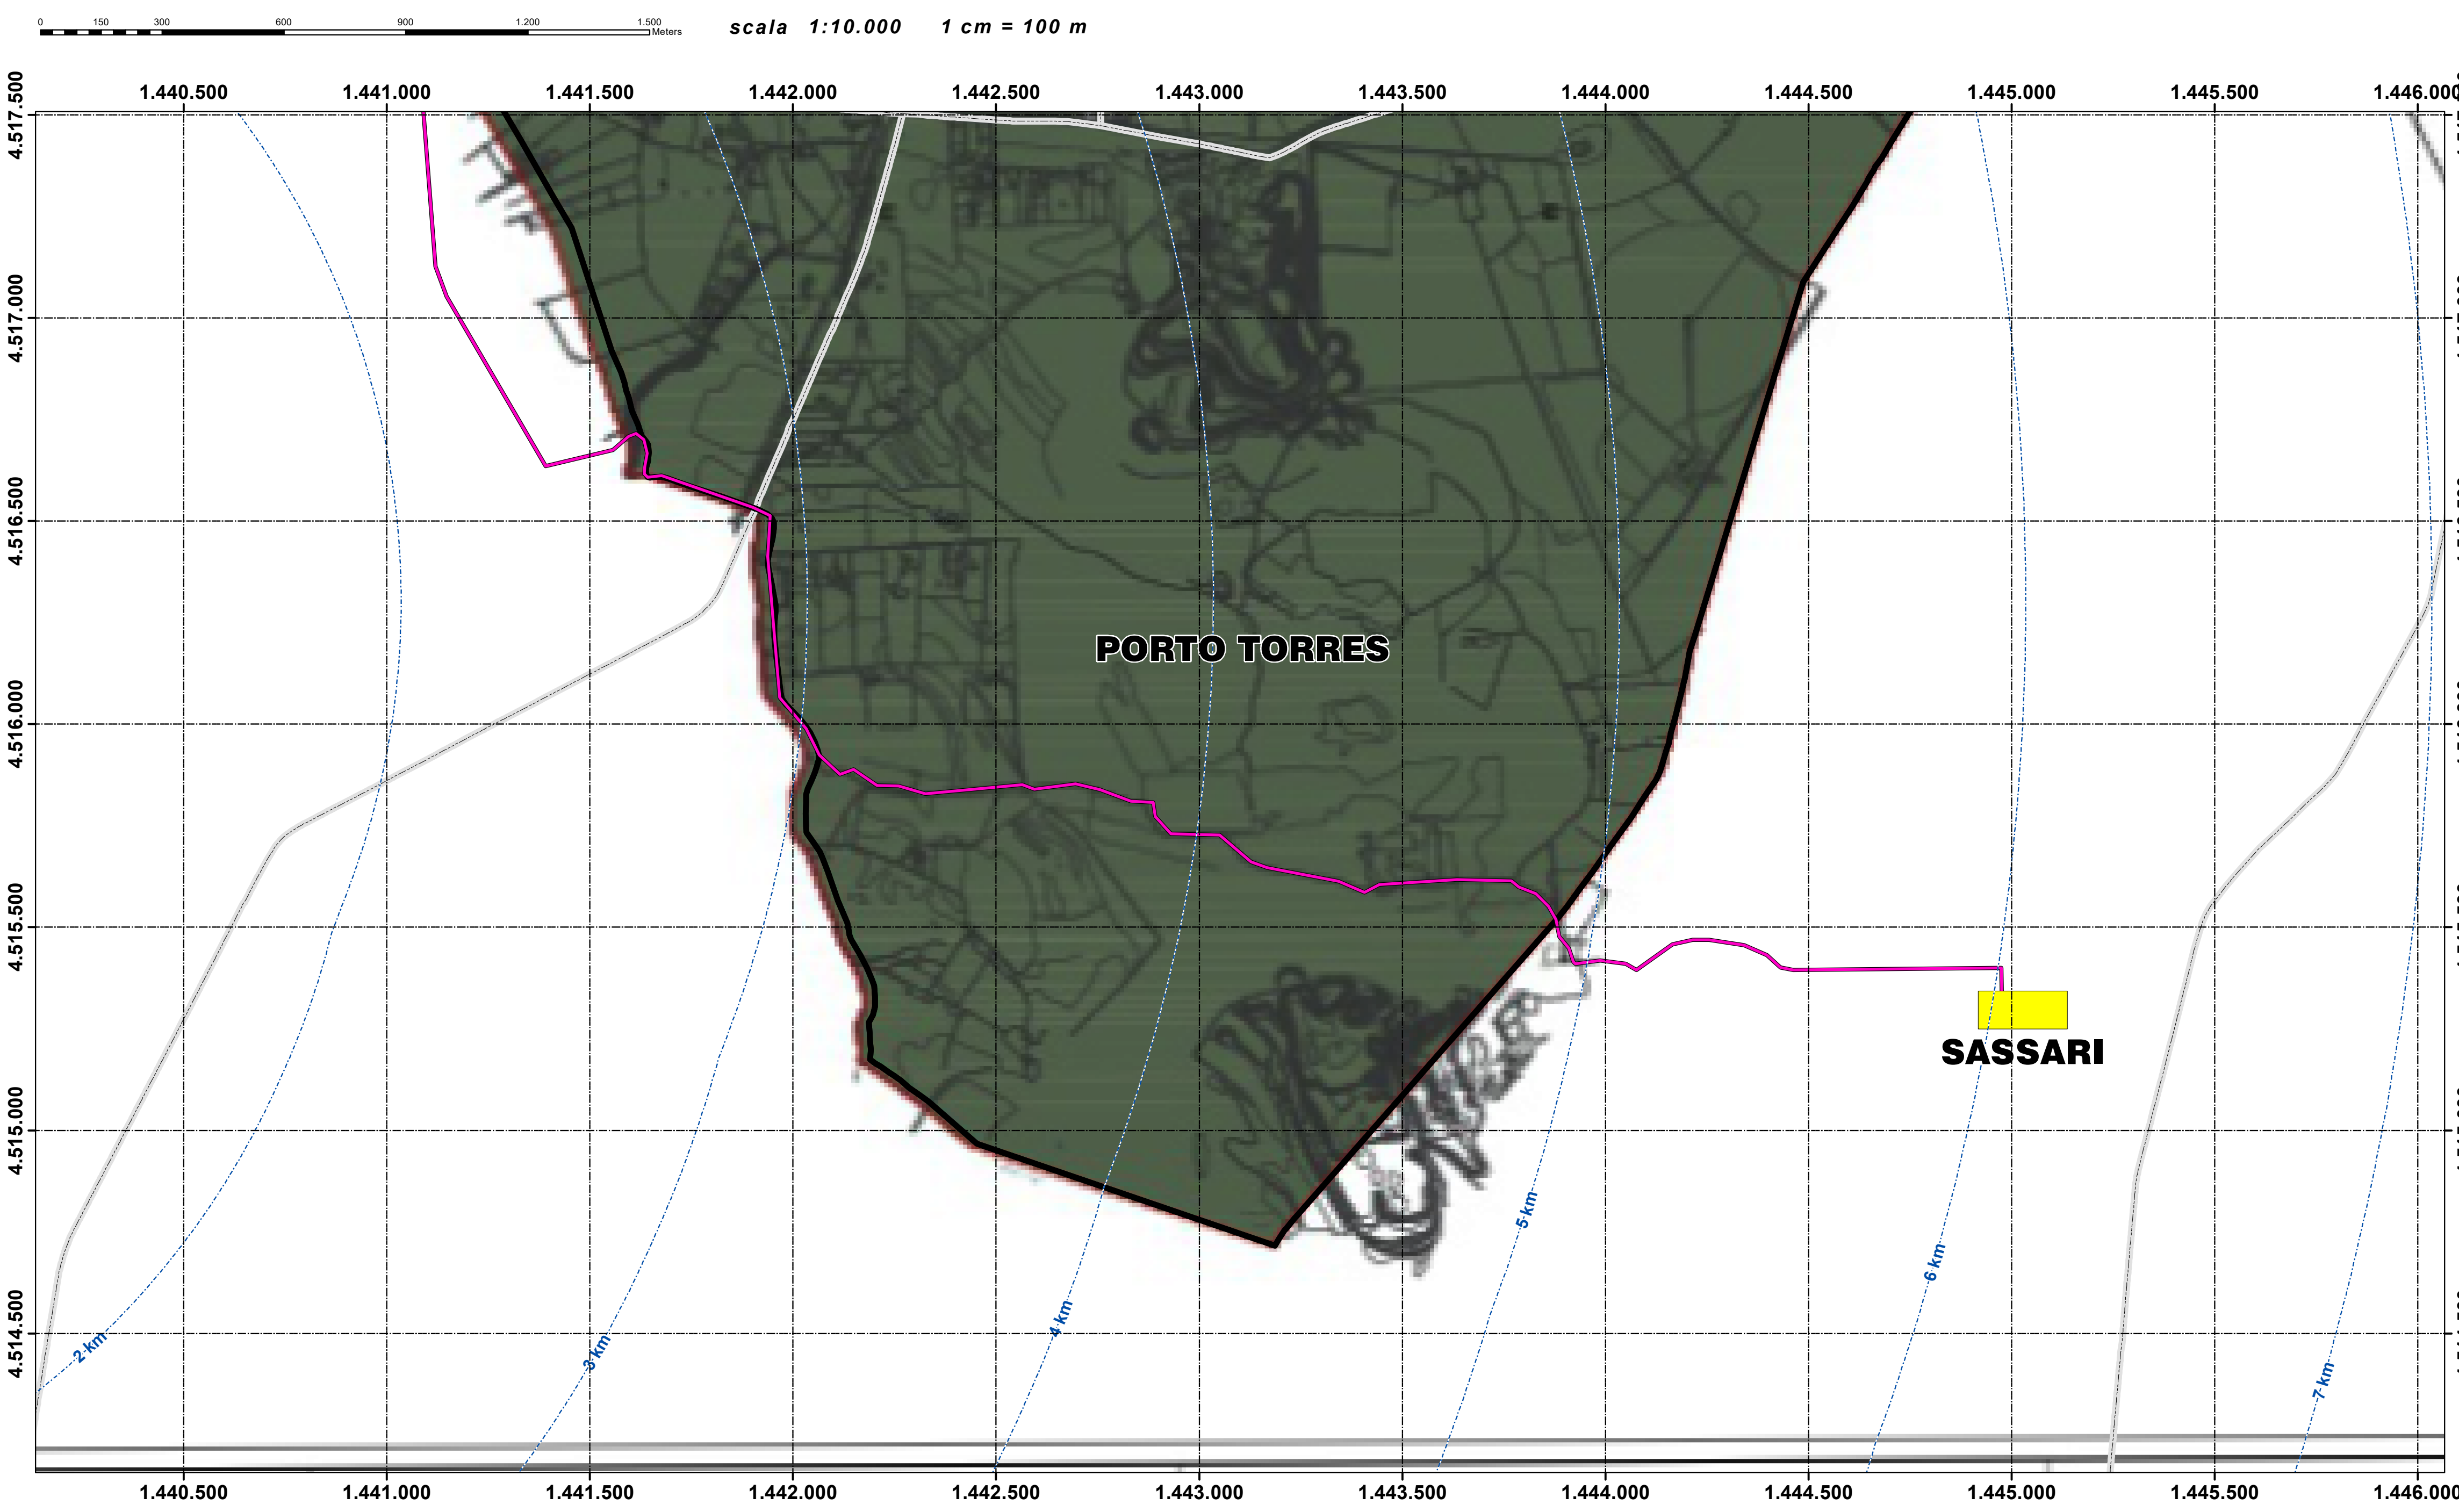 0 150 300 600 900 1.200 1.500
Meters
scala 1:10.000 1 cm = 100 m
1.440.500 1.441.000 1.441.500 1.442.000 1.442.500 1.443.000 1.443.500 1.444.000 1.444.500 1.445.000 1.445.500 1.446.000
4.517.500
4.517.000
4.516.500
PORTO TORRES
4.516.000
4.515.500
SASSARI
4.515.000
5 km
6 km
4.514.500
2 km
3 km
4 km
7 km
1.440.500 1.441.000 1.441.500 1.442.000 1.442.500 1.443.000 1.443.500 1.444.000 1.444.500 1.445.000 1.445.500 1.446.000